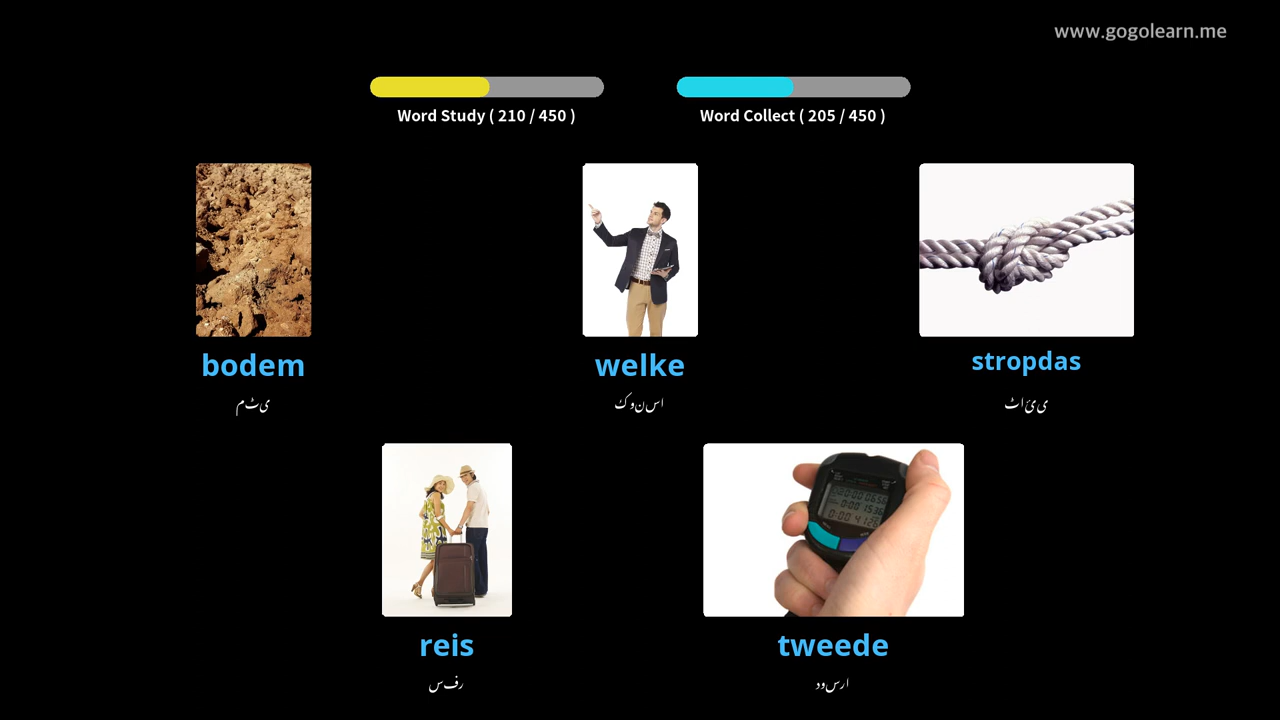 www.gogolearn.me
Word Study ( 210 / 450 )
Word Collect ( 205 / 450 )
bodem
یٹم
welke
اسنوک
stropdas
یئاٹ
reis
رفس
tweede
ارسود